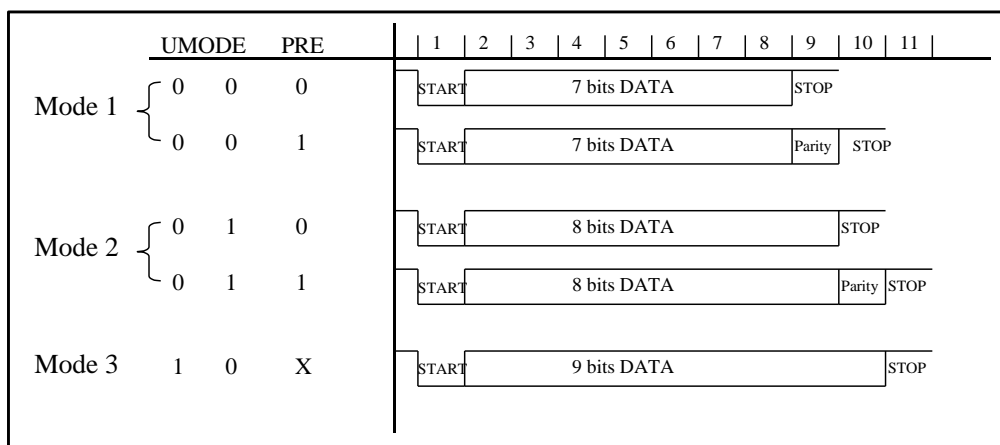 UMODE PRE 1 2 3 4 5 6 7 8 9 10 11
Mode 1
0 0 0 START 7 bits DATA STOP
0 0 1 START 7 bits DATA Parity STOP
Mode 2
0 1 0 START 8 bits DATA STOP
0 1 1 START 8 bits DATA Parity STOP
Mode 3 1 0 X START 9 bits DATA STOP